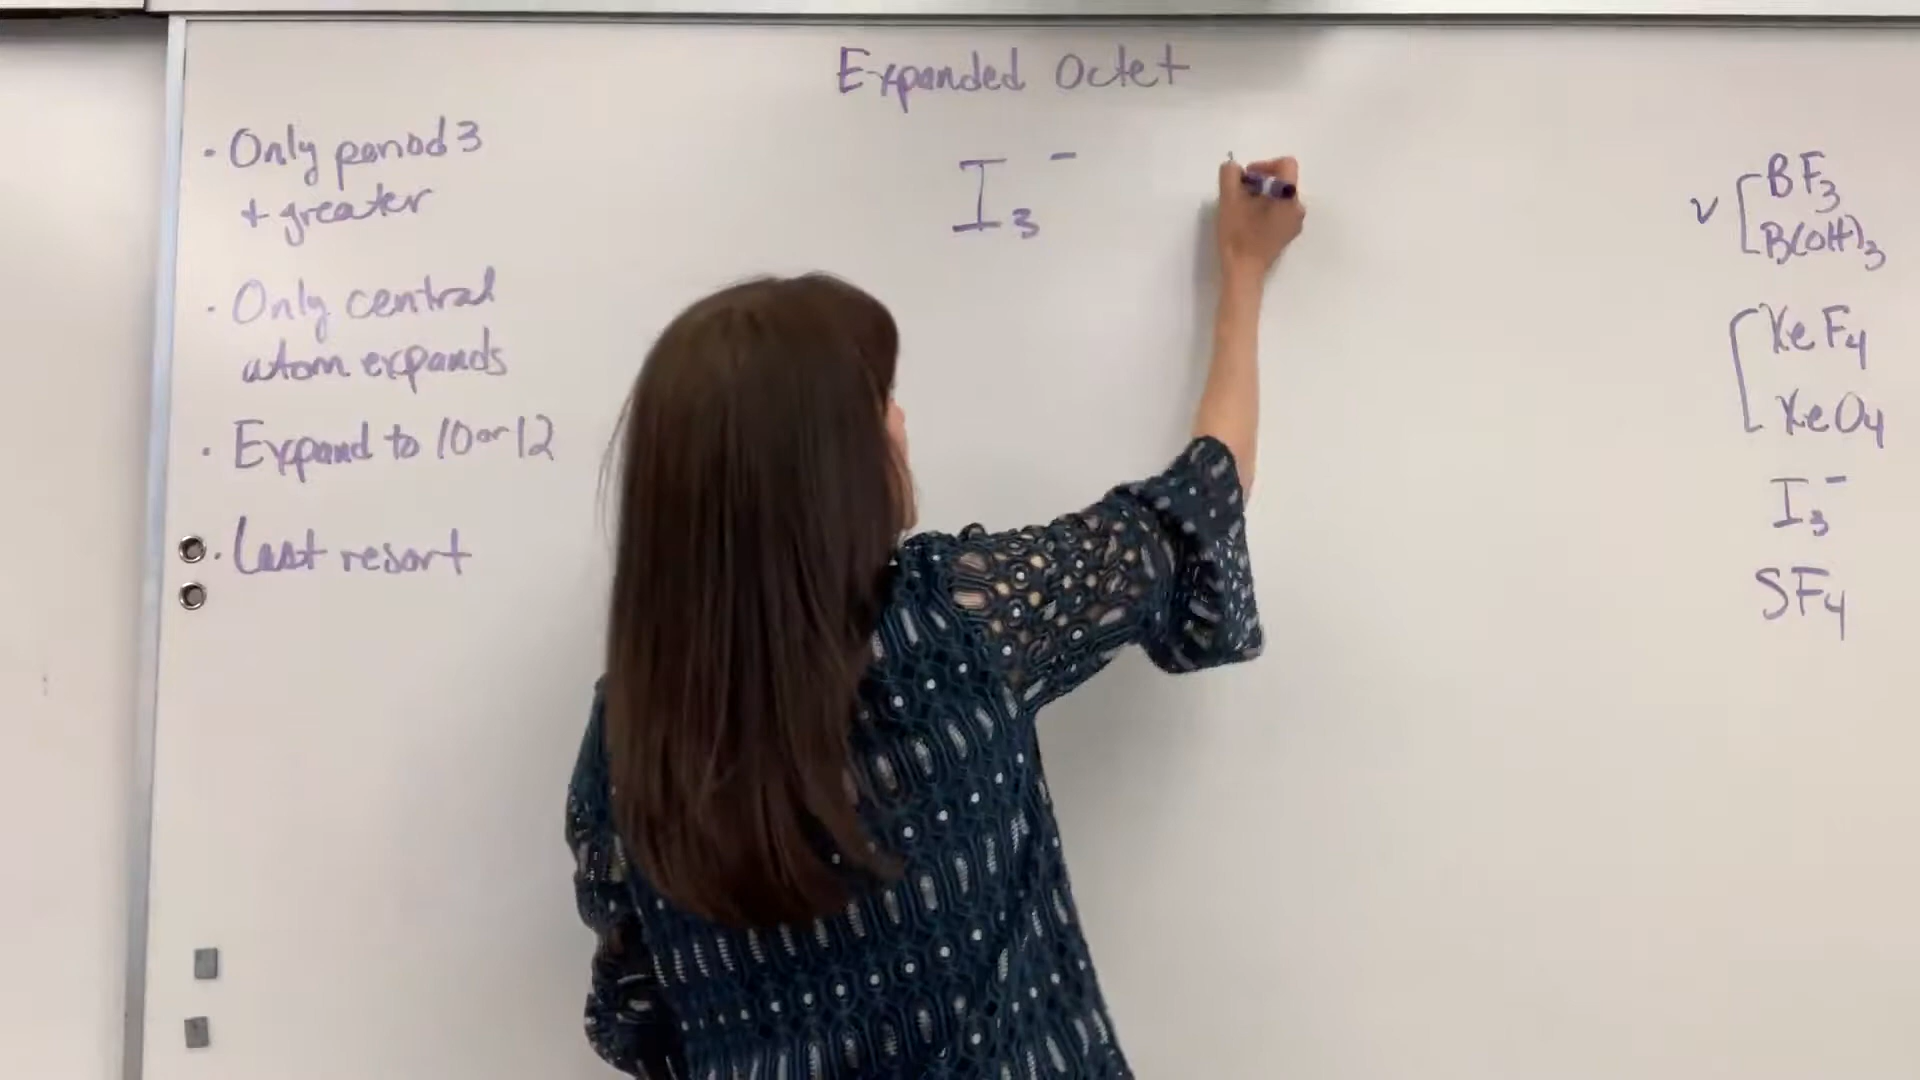 Expanded Octet
· Only period 3
+ greater
· Only central
atom expands
· Expand to 10 or 12
· Last resort
I₃⁻
✓ BF₃
B(OH)₃
XeF₄
XeO₄
I₃⁻
SF₄